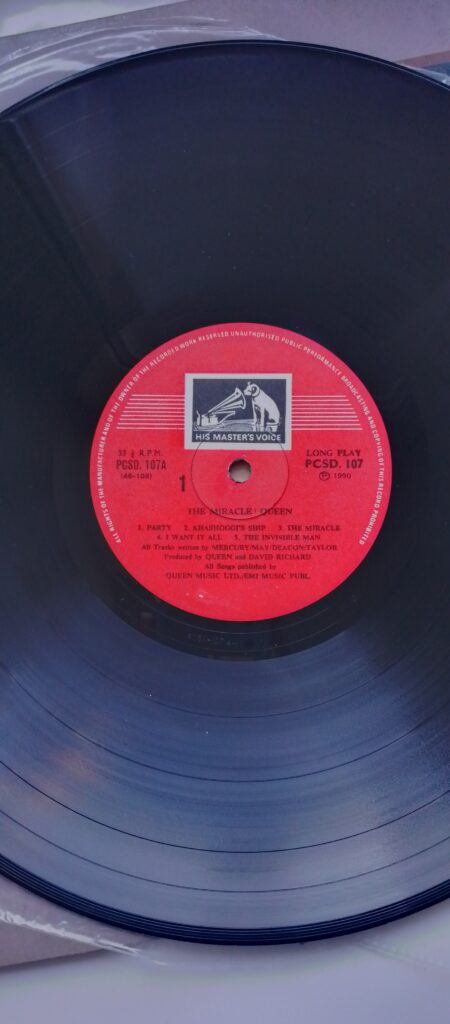 ALL RIGHTS OF THE MANUFACTURER AND OF THE OWNER OF THE RECORDED WORK RESERVED UNAUTHORISED PUBLIC PERFORMANCE BROADCASTING AND COPYING OF THIS RECORD PROHIBITED
HIS MASTER'S VOICE
33 ⅓ R.P.M.
PCSD. 107A
(46-108)
1
LONG PLAY
PCSD. 107
Ⓟ 1990
THE MIRACLE: QUEEN
1. PARTY 2. KHASHOGGI'S SHIP 3. THE MIRACLE
4. I WANT IT ALL 5. THE INVISIBLE MAN
All Tracks written by MERCURY/MAY/DEACON/TAYLOR
Produced by QUEEN and DAVID RICHARD
All Songs published by
QUEEN MUSIC LTD./EMI MUSIC PUBL.